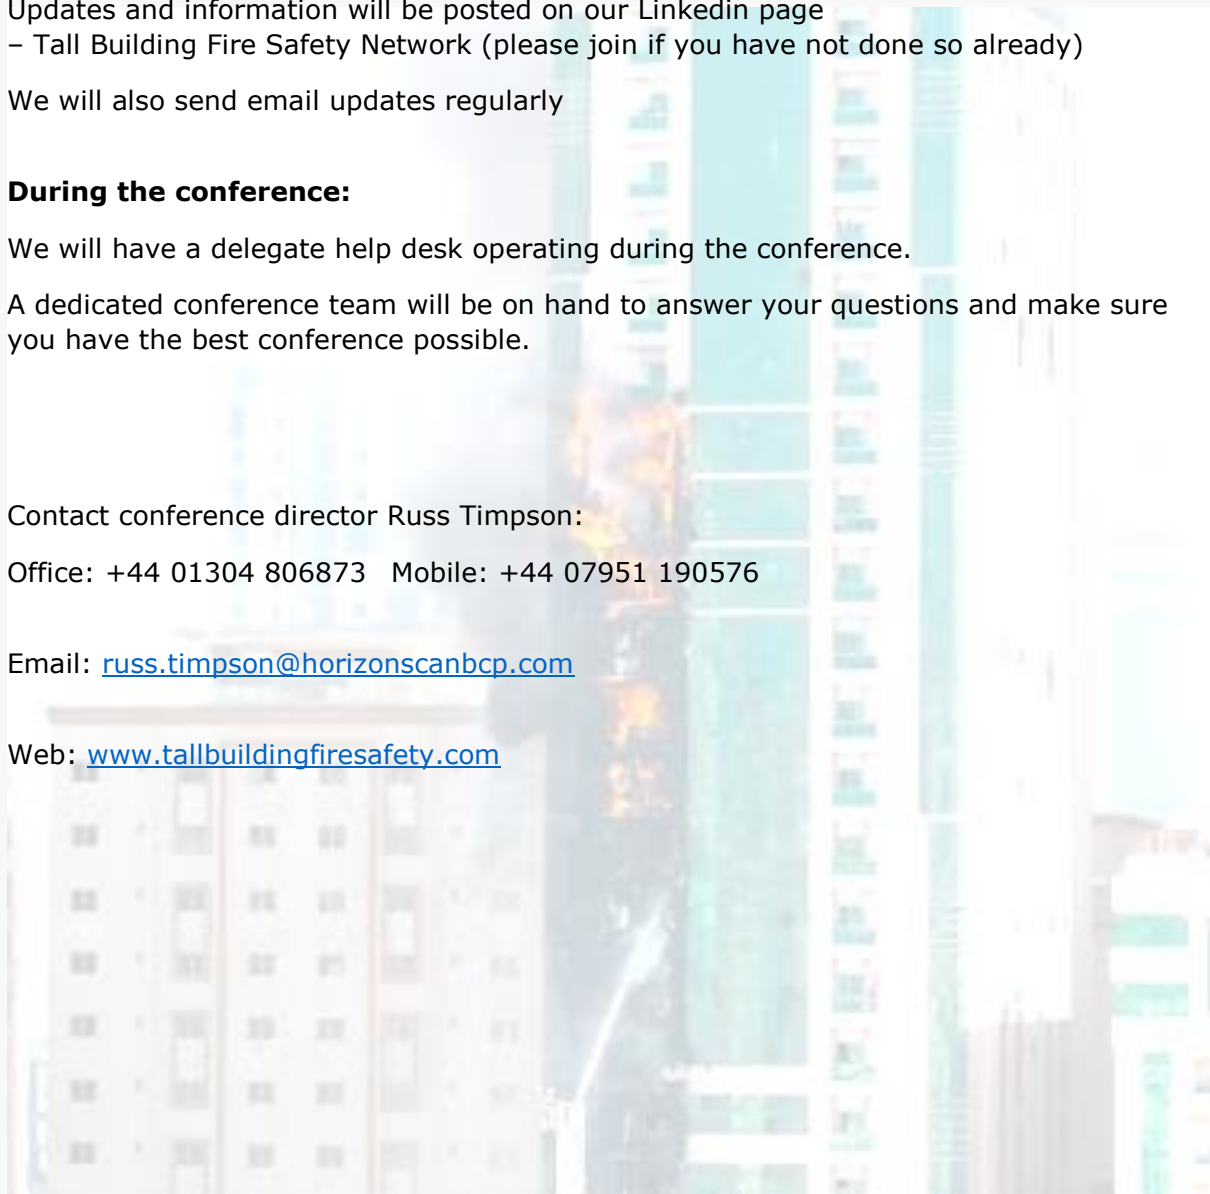 Updates and information will be posted on our Linkedin page
– Tall Building Fire Safety Network (please join if you have not done so already)
We will also send email updates regularly
During the conference:
We will have a delegate help desk operating during the conference.
A dedicated conference team will be on hand to answer your questions and make sure
you have the best conference possible.
Contact conference director Russ Timpson:
Office: +44 01304 806873   Mobile: +44 07951 190576
Email: russ.timpson@horizonscanbcp.com
Web: www.tallbuildingfiresafety.com